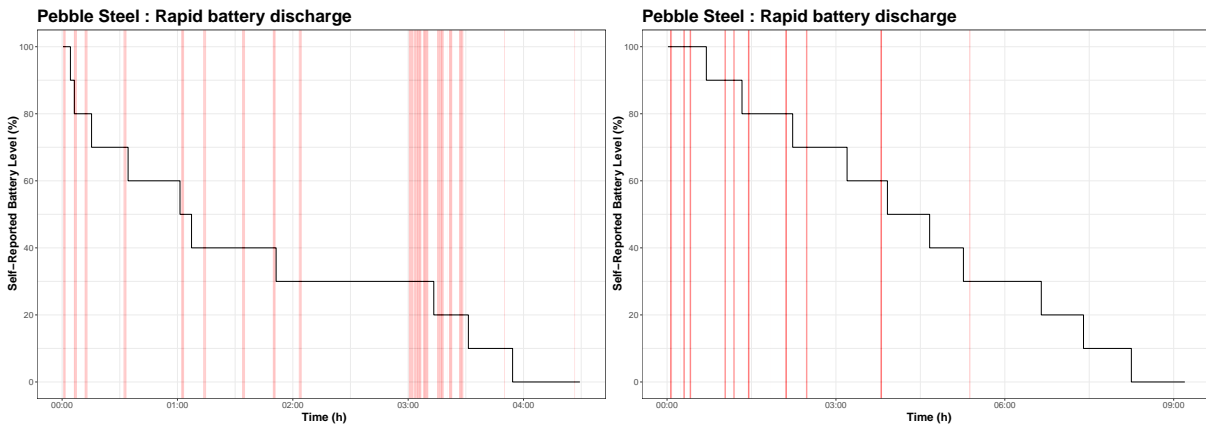 Pebble Steel : Rapid battery discharge
Self−Reported Battery Level (%)
100
80
60
40
20
0
00:00 01:00 02:00 03:00 04:00
Time (h)
Pebble Steel : Rapid battery discharge
Self−Reported Battery Level (%)
100
80
60
40
20
0
00:00 03:00 06:00 09:00
Time (h)